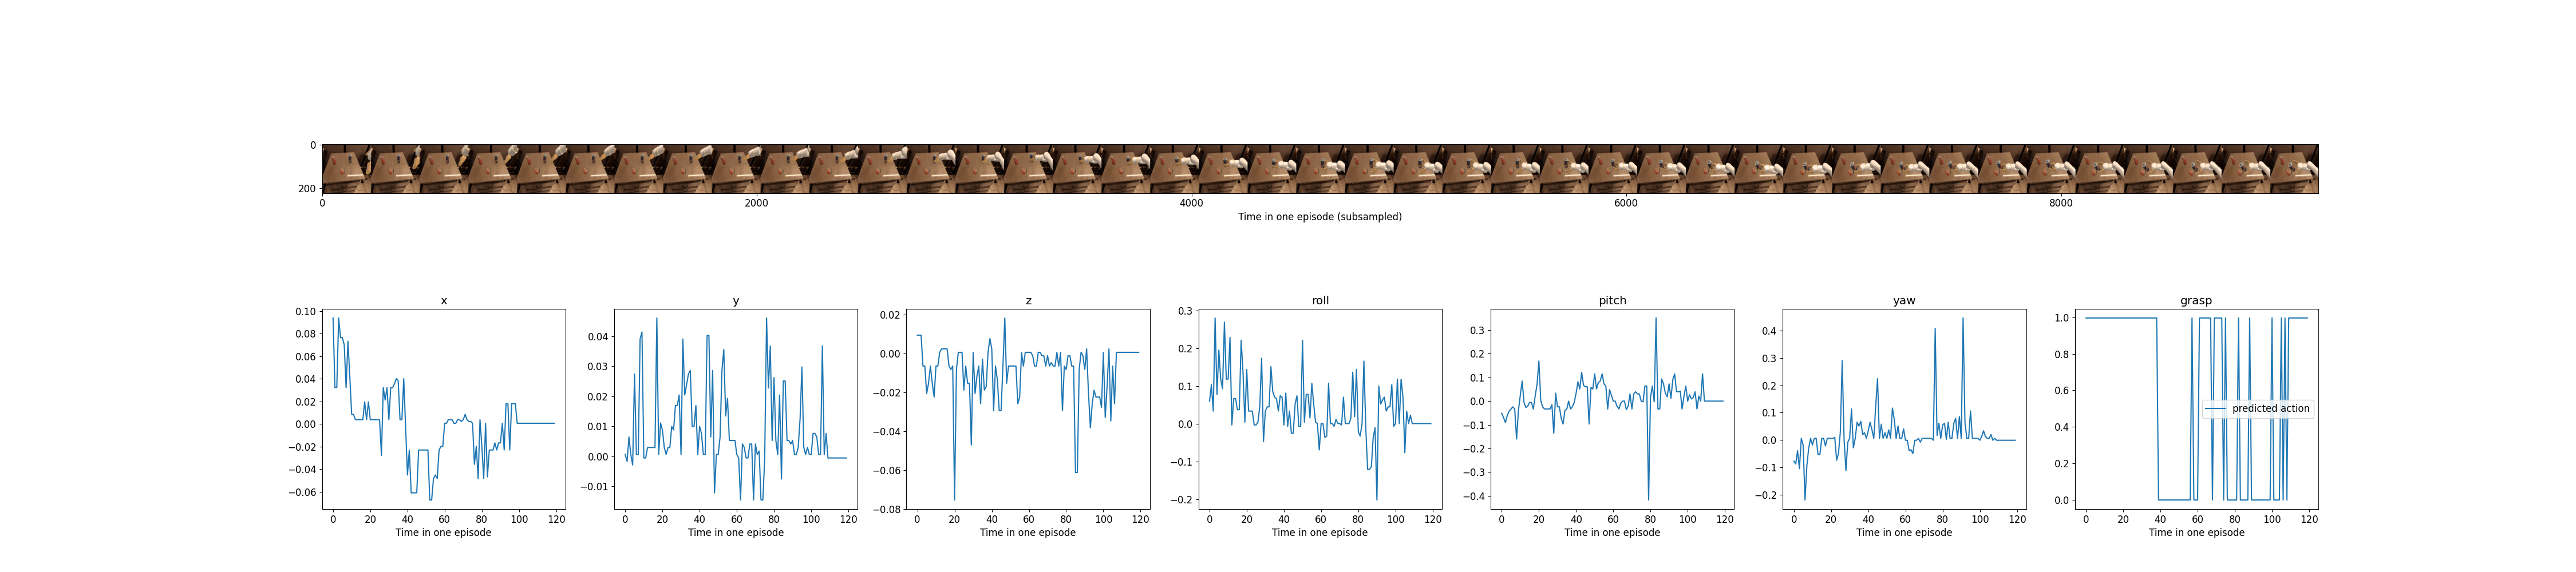 0
200
0 2000 4000 6000 8000
Time in one episode (subsampled)
x y z roll pitch yaw grasp
0.10
0.08
0.06
0.04
0.02
0.00
−0.02
−0.04
−0.06
0 20 40 60 80 100 120
Time in one episode
0.04
0.03
0.02
0.01
0.00
−0.01
0 20 40 60 80 100 120
Time in one episode
0.02
0.00
−0.02
−0.04
−0.06
−0.08
0 20 40 60 80 100 120
Time in one episode
0.3
0.2
0.1
0.0
−0.1
−0.2
0 20 40 60 80 100 120
Time in one episode
0.3
0.2
0.1
0.0
−0.1
−0.2
−0.3
−0.4
0 20 40 60 80 100 120
Time in one episode
0.4
0.3
0.2
0.1
0.0
−0.1
−0.2
0 20 40 60 80 100 120
Time in one episode
1.0
0.8
0.6
0.4
0.2
0.0
predicted action
0 20 40 60 80 100 120
Time in one episode